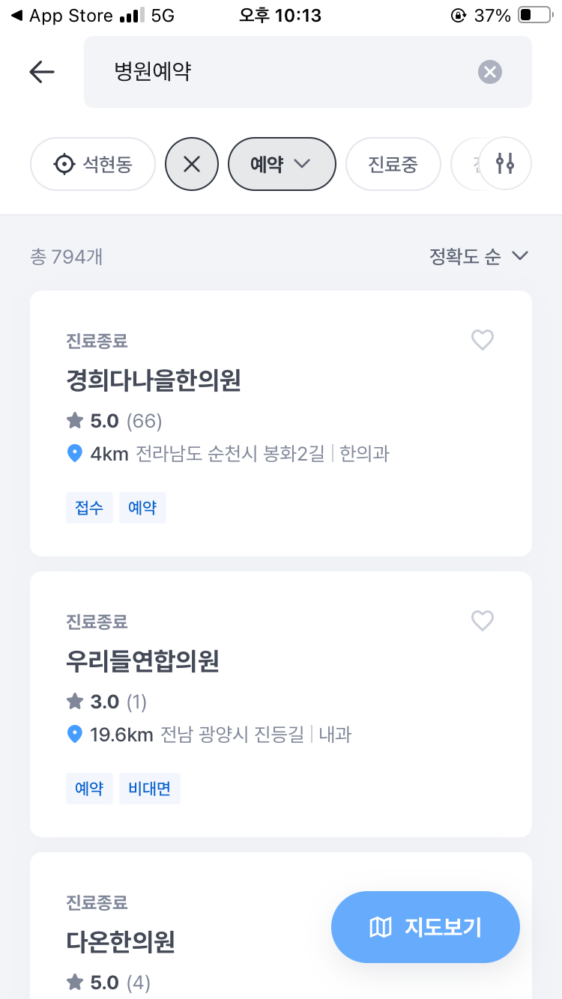 App Store 5G 오후 10:13 37%
병원예약
석현동 예약 진료중
총 794개 정확도 순
진료종료
경희다나을한의원
5.0 (66)
4km 전라남도 순천시 봉화2길 한의과
접수 예약
진료종료
우리들연합의원
3.0 (1)
19.6km 전남 광양시 진등길 내과
예약 비대면
진료종료
다온한의원
지도보기
5.0 (4)